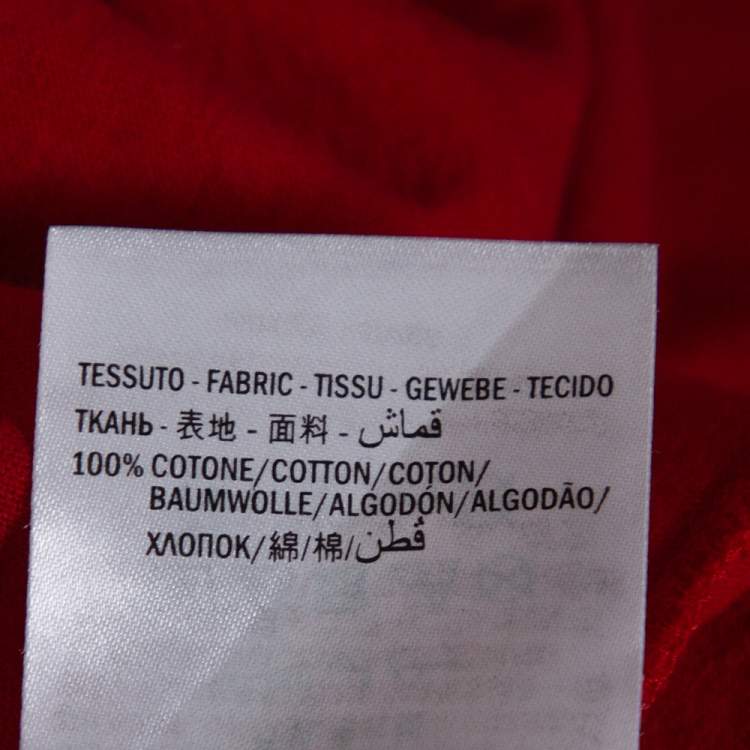 TESSUTO - FABRIC - TISSU - GEWEBE - TECIDO
ТКАНЬ - 表地 - 面料 - قماش
100% COTONE/COTTON/COTON/
BAUMWOLLE/ALGODÓN/ALGODÃO/
ХЛОПОК/綿/棉/قُطن